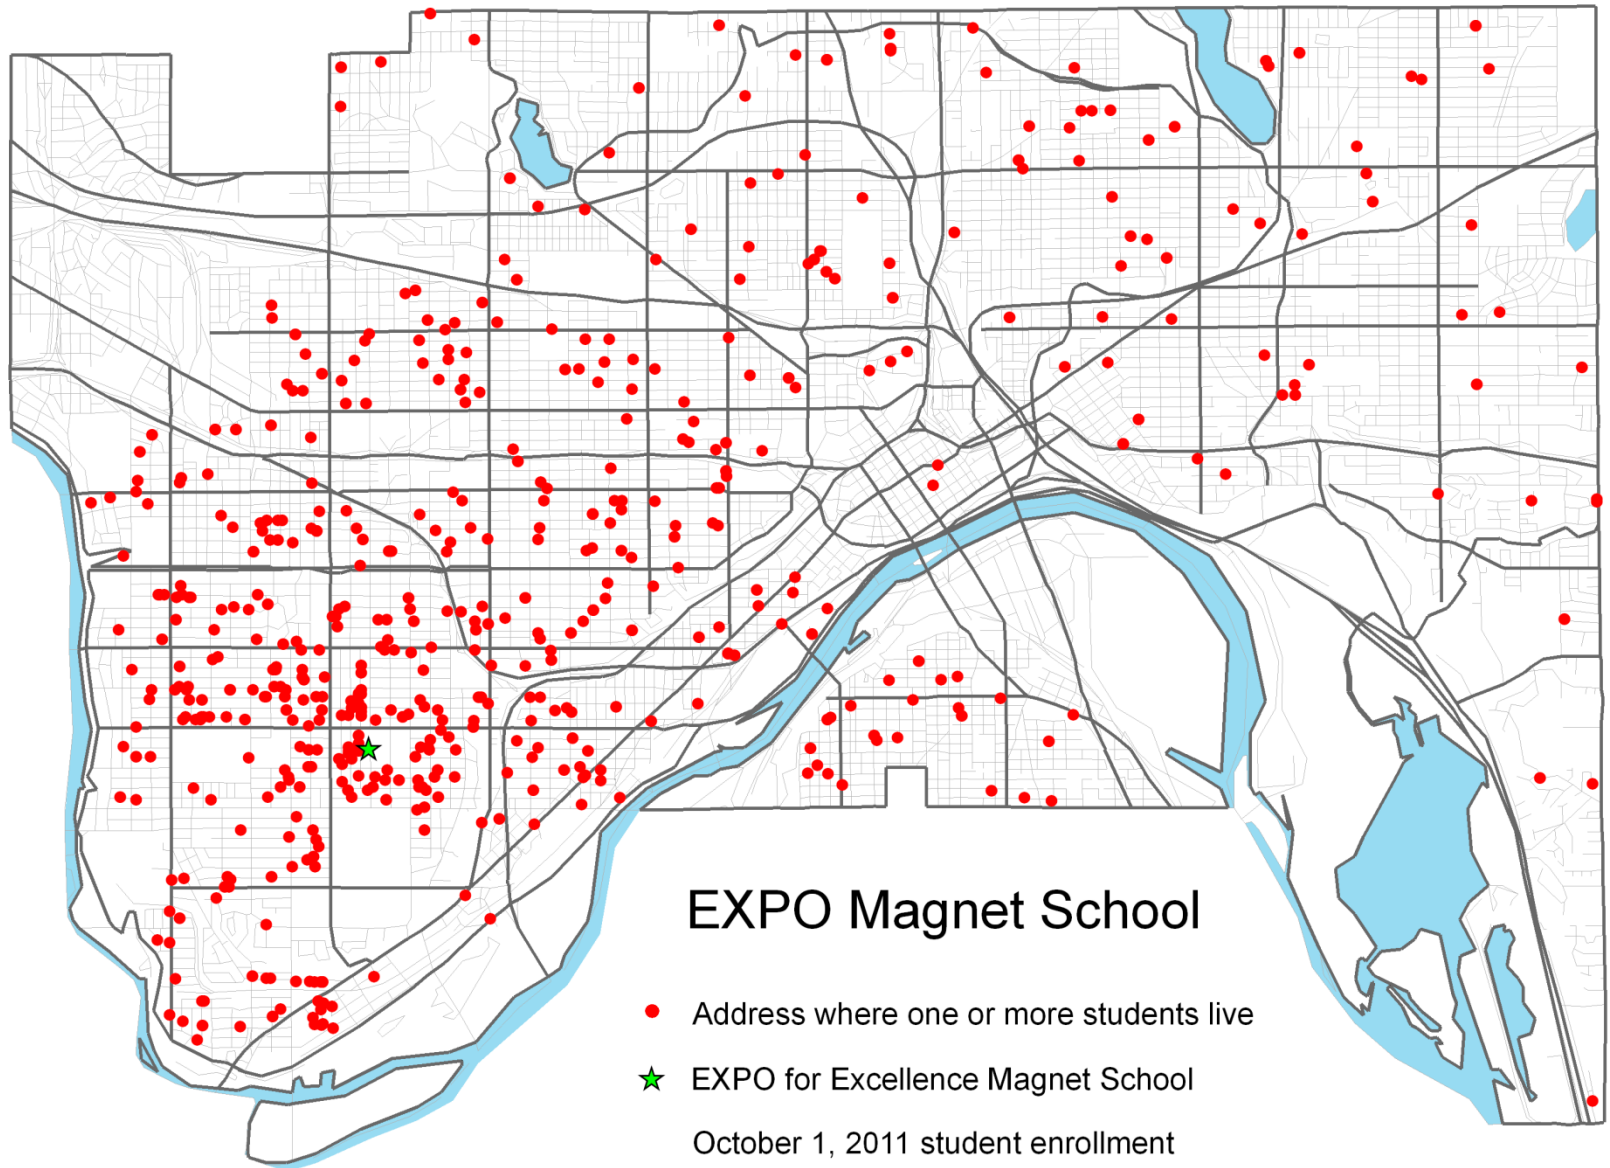 EXPO Magnet School
Address where one or more students live
EXPO for Excellence Magnet School
October 1, 2011 student enrollment